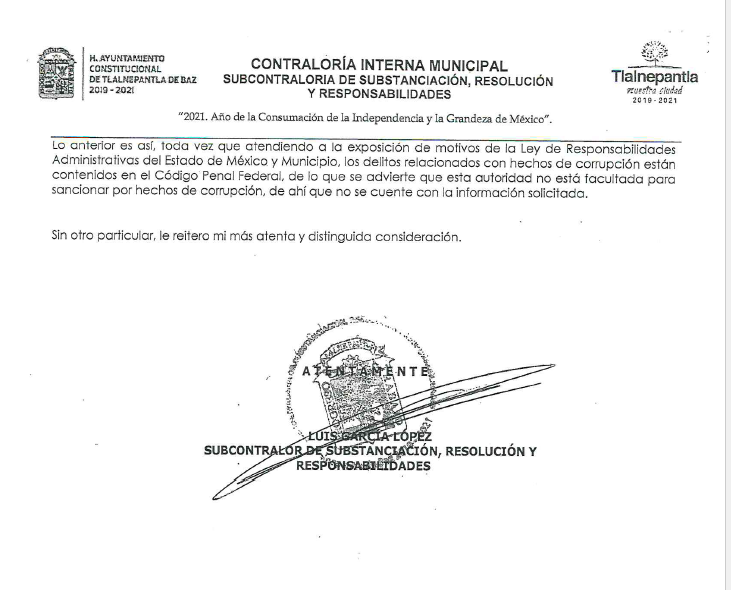 H. AYUNTAMIENTO
CONSTITUCIONAL
DE TLALNEPANTLA DE BAZ
2019 - 2021
CONTRALORÍA INTERNA MUNICIPAL
SUBCONTRALORIA DE SUBSTANCIACIÓN, RESOLUCIÓN
Y RESPONSABILIDADES
Tlalnepantla
nuestra ciudad
2019-2021
"2021. Año de la Consumación de la Independencia y la Grandeza de México".
Lo anterior es así, toda vez que atendiendo a la exposición de motivos de la Ley de Responsabilidades
Administrativas del Estado de México y Municipio, los delitos relacionados con hechos de corrupción están
contenidos en el Código Penal Federal, de lo que se advierte que esta autoridad no está facultada para
sancionar por hechos de corrupción, de ahí que no se cuente con la información solicitada.
Sin otro particular, le reitero mi más atenta y distinguida consideración.
A T E N T A M E N T E
LUIS GARCÍA LÓPEZ
SUBCONTRALOR DE SUBSTANCIACIÓN, RESOLUCIÓN Y
RESPONSABILIDADES